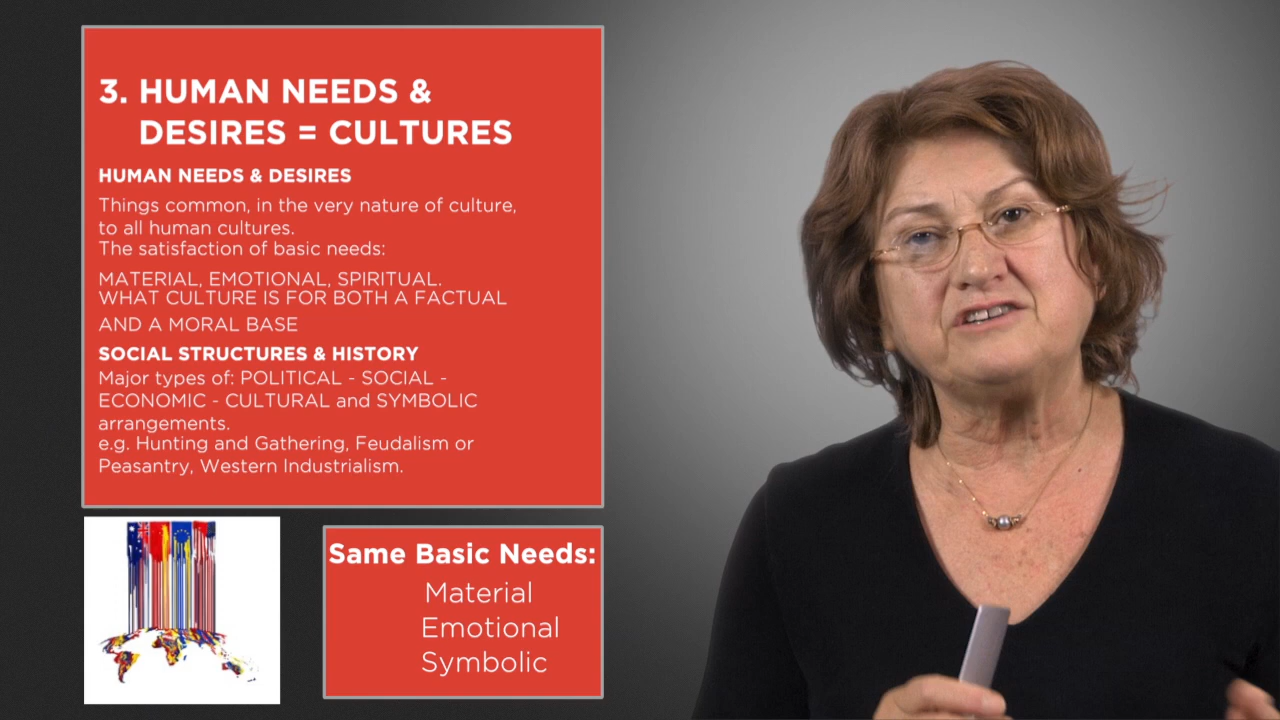 3. HUMAN NEEDS &
DESIRES = CULTURES
HUMAN NEEDS & DESIRES
Things common, in the very nature of culture,
to all human cultures.
The satisfaction of basic needs:
MATERIAL, EMOTIONAL, SPIRITUAL.
WHAT CULTURE IS FOR BOTH A FACTUAL
AND A MORAL BASE
SOCIAL STRUCTURES & HISTORY
Major types of: POLITICAL - SOCIAL -
ECONOMIC - CULTURAL and SYMBOLIC
arrangements.
e.g. Hunting and Gathering, Feudalism or
Peasantry, Western Industrialism.
Same Basic Needs:
Material
Emotional
Symbolic